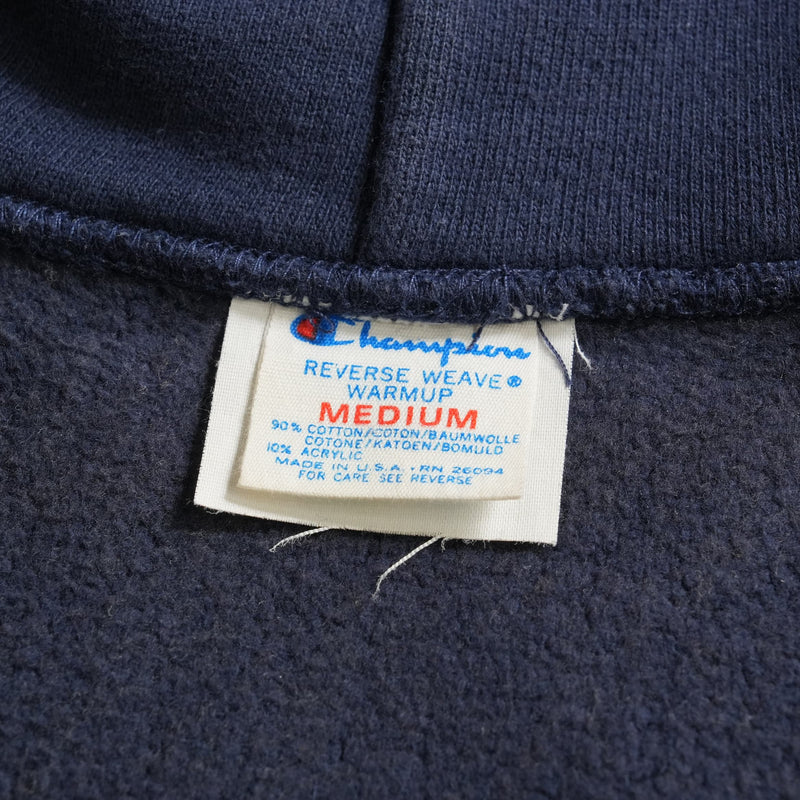 Champion
REVERSE WEAVE®
WARMUP
MEDIUM
90% COTTON/COTON/BAUMWOLLE
COTONE/KATOEN/BOMULD
10% ACRYLIC
MADE IN U.S.A. · RN 26094
FOR CARE SEE REVERSE